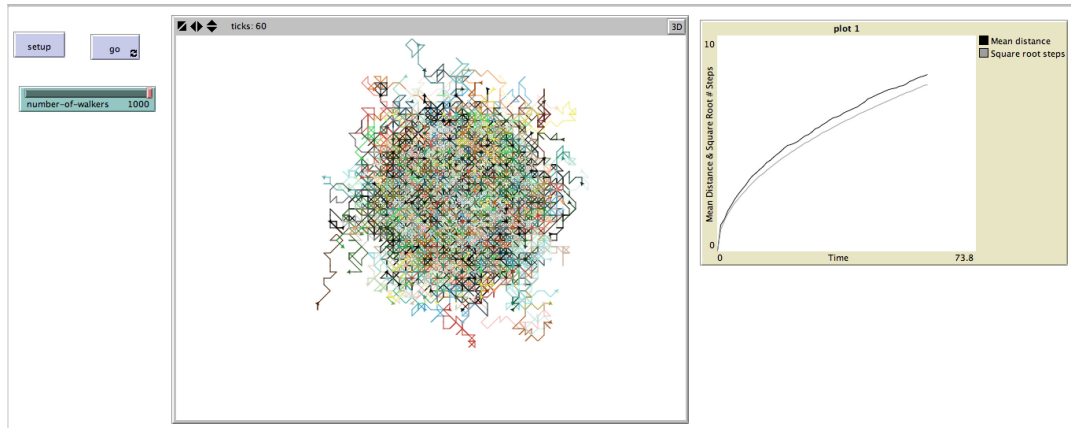 setup
go
number-of-walkers 1000
ticks: 60
3D
plot 1
10
Mean Distance & Square Root # Steps
0
0
Time
73.8
Mean distance
Square root steps